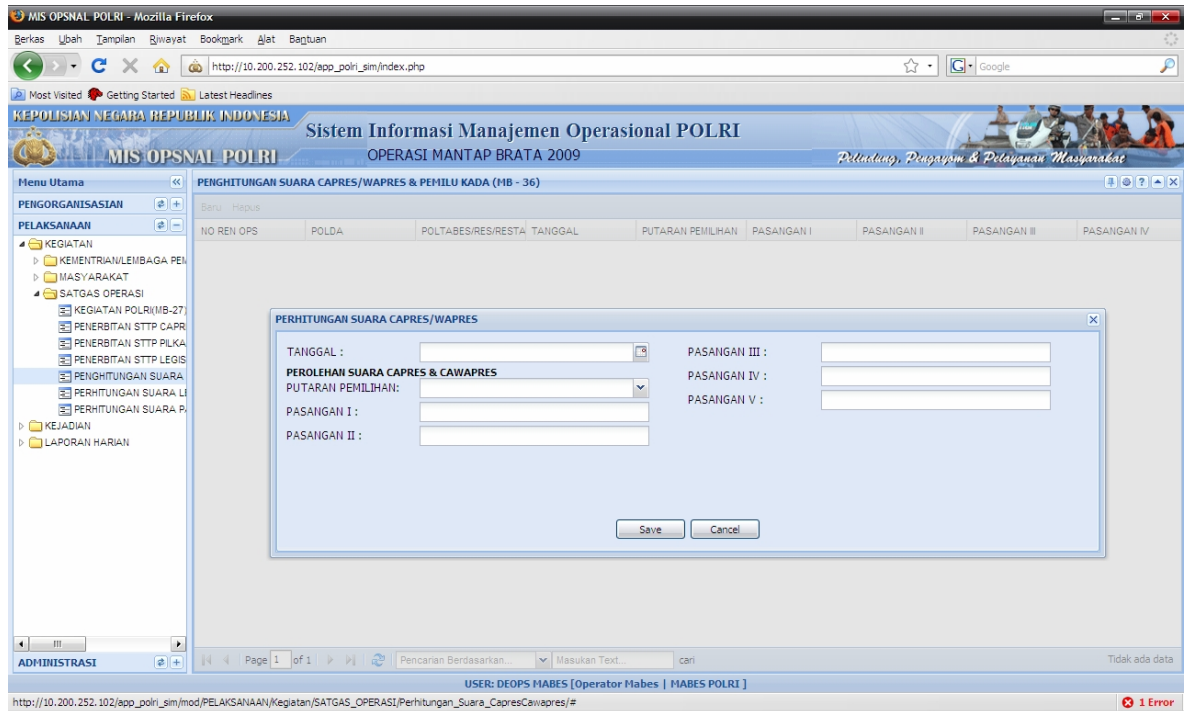 MIS OPSNAL POLRI - Mozilla Firefox
Berkas Ubah Tampilan Riwayat Bookmark Alat Bantuan
http://10.200.252.102/app_polri_sim/index.php
G Google
Most Visited Getting Started Latest Headlines
KEPOLISIAN NEGARA REPUBLIK INDONESIA
MIS OPSNAL POLRI
Sistem Informasi Manajemen Operasional POLRI
OPERASI MANTAP BRATA 2009
Pelindung, Pengayom & Pelayanan Masyarakat
Menu Utama
PENGORGANISASIAN
PELAKSANAAN
KEGIATAN
KEMENTRIAN/LEMBAGA PEM
MASYARAKAT
SATGAS OPERASI
KEGIATAN POLRI(MB-27)
PENERBITAN STTP CAPR
PENERBITAN STTP PILKA
PENERBITAN STTP LEGIS
PENGHITUNGAN SUARA
PERHITUNGAN SUARA LE
PERHITUNGAN SUARA PA
KEJADIAN
LAPORAN HARIAN
ADMINISTRASI
PENGHITUNGAN SUARA CAPRES/WAPRES & PEMILU KADA (MB - 36)
Baru Hapus
NO REN OPS POLDA POLTABES/RES/RESTA TANGGAL PUTARAN PEMILIHAN PASANGAN I PASANGAN II PASANGAN III PASANGAN IV
PERHITUNGAN SUARA CAPRES/WAPRES
TANGGAL :
PEROLEHAN SUARA CAPRES & CAWAPRES
PUTARAN PEMILIHAN:
PASANGAN I :
PASANGAN II :
PASANGAN III :
PASANGAN IV :
PASANGAN V :
Save Cancel
Page 1 of 1 Pencarian Berdasarkan... Masukan Text... cari Tidak ada data
USER: DEOPS MABES [Operator Mabes | MABES POLRI ]
http://10.200.252.102/app_polri_sim/mod/PELAKSANAAN/Kegiatan/SATGAS_OPERASI/Perhitungan_Suara_CapresCawapres/# 1 Error